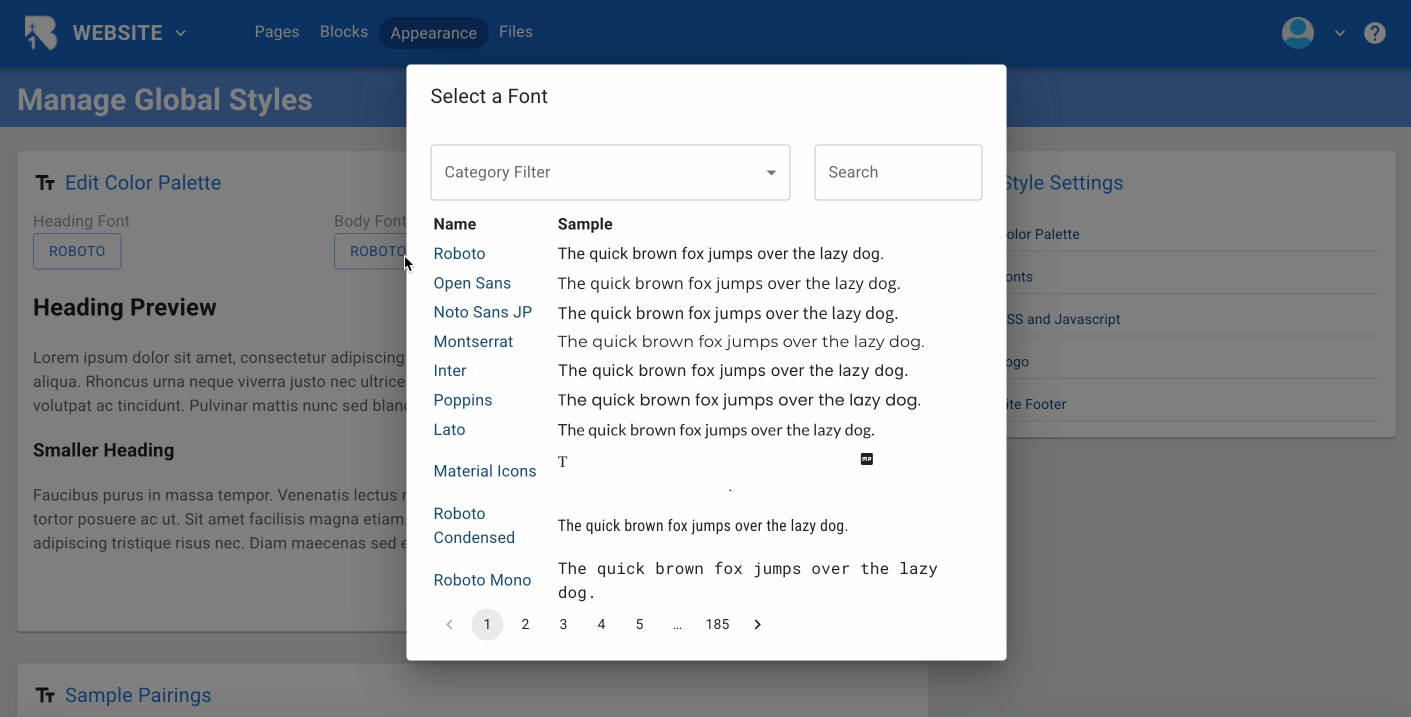 WEBSITE
Pages
Blocks
Appearance
Files
Manage Global Styles
Edit Color Palette
Heading Font
Body Font
ROBOTO
ROBOTO
Heading Preview
Lorem ipsum dolor sit amet, consectetur adipiscing
aliqua. Rhoncus urna neque viverra justo nec ultrice
volutpat ac tincidunt. Pulvinar mattis nunc sed blan
Smaller Heading
Faucibus purus in massa tempor. Venenatis lectus
tortor posuere ac ut. Sit amet facilisis magna etiam.
adipiscing tristique risus nec. Diam maecenas sed e
Sample Pairings
Select a Font
Category Filter
Search
Name Sample
Roboto The quick brown fox jumps over the lazy dog.
Open Sans The quick brown fox jumps over the lazy dog.
Noto Sans JP The quick brown fox jumps over the lazy dog.
Montserrat The quick brown fox jumps over the lazy dog.
Inter The quick brown fox jumps over the lazy dog.
Poppins The quick brown fox jumps over the lazy dog.
Lato The quick brown fox jumps over the lazy dog.
Material Icons T MP
.
Roboto
Condensed
The quick brown fox jumps over the lazy dog.
Roboto Mono
The quick brown fox jumps over the lazy
dog.
1 2 3 4 5 … 185
Style Settings
olor Palette
onts
SS and Javascript
ogo
ite Footer